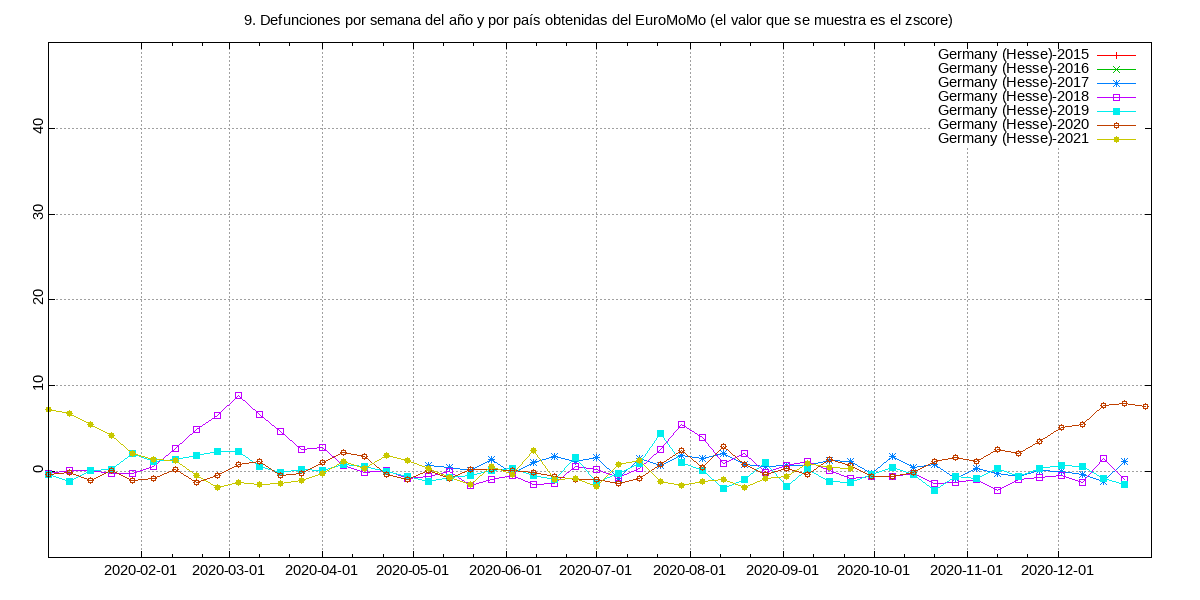 9. Defunciones por semana del año y por país obtenidas del EuroMoMo (el valor que se muestra es el zscore)
Germany (Hesse)-2015
Germany (Hesse)-2016
Germany (Hesse)-2017
Germany (Hesse)-2018
Germany (Hesse)-2019
Germany (Hesse)-2020
Germany (Hesse)-2021
40
30
20
10
0
2020-02-01 2020-03-01 2020-04-01 2020-05-01 2020-06-01 2020-07-01 2020-08-01 2020-09-01 2020-10-01 2020-11-01 2020-12-01